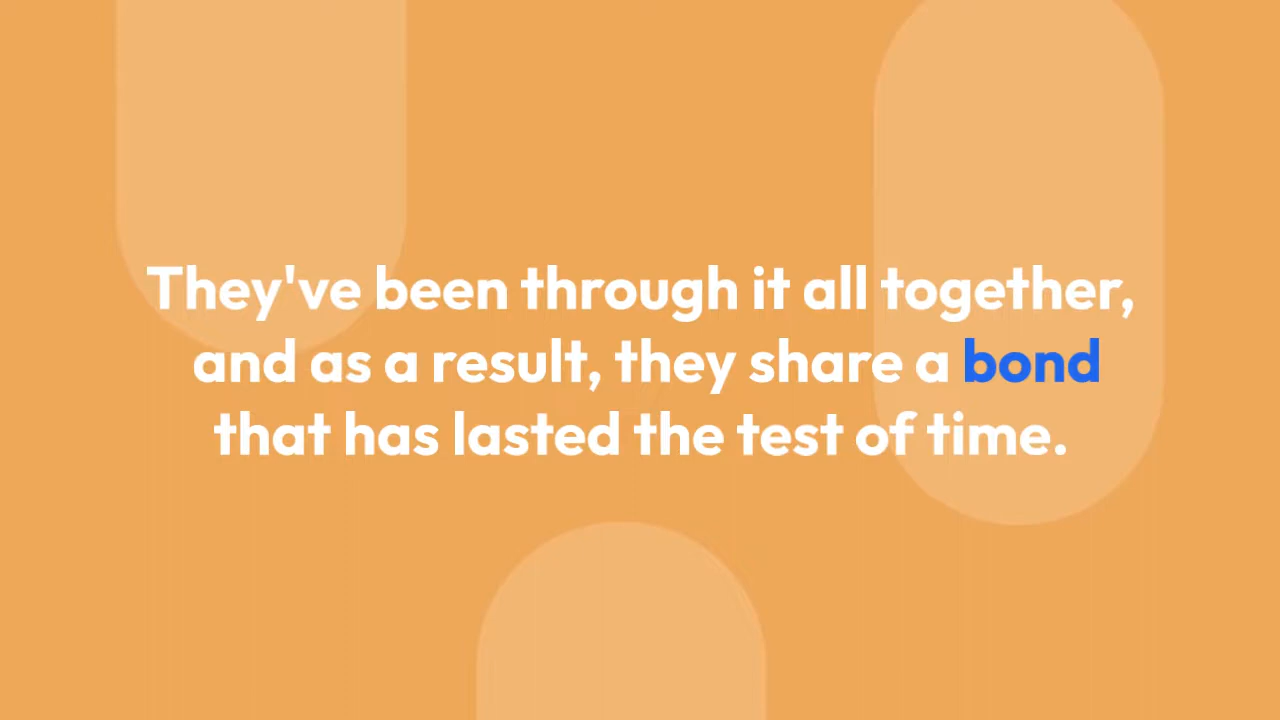 They've been through it all together,
and as a result, they share a bond
that has lasted the test of time.